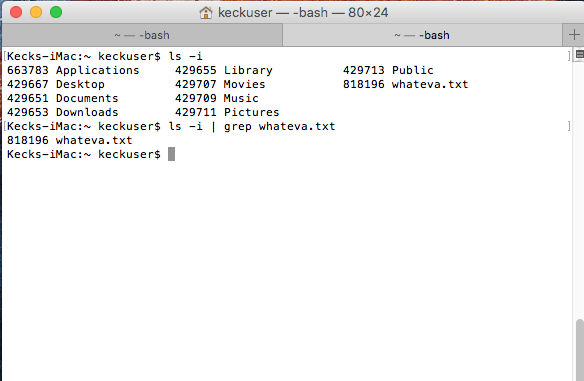 keckuser — -bash — 80×24
~ — -bash ~ — -bash +
[Kecks-iMac:~ keckuser$ ls -i ]
663783 Applications 429655 Library 429713 Public
429667 Desktop 429707 Movies 818196 whateva.txt
429651 Documents 429709 Music
429653 Downloads 429711 Pictures
[Kecks-iMac:~ keckuser$ ls -i | grep whateva.txt ]
818196 whateva.txt
Kecks-iMac:~ keckuser$